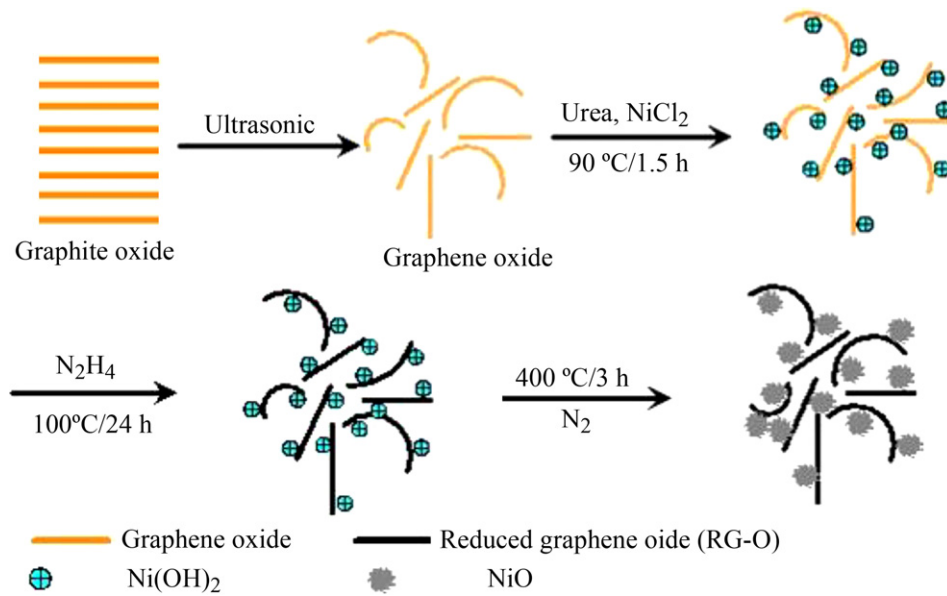 Ultrasonic
Urea, NiCl₂
90 ºC/1.5 h
Graphite oxide
Graphene oxide
N₂H₄
100ºC/24 h
400 ºC/3 h
N₂
Graphene oxide
Reduced graphene oide (RG-O)
Ni(OH)₂
NiO